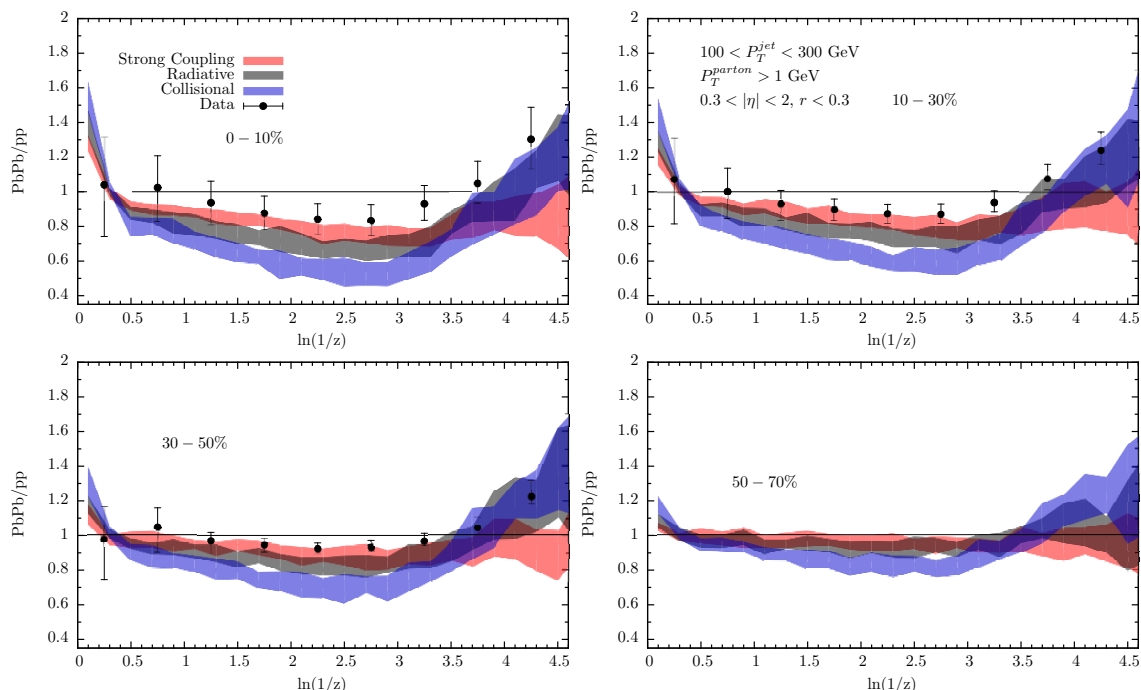 2
1.8
1.6
1.4
1.2
1
0.8
0.6
0.4
PbPb/pp
Strong Coupling
Radiative
Collisional
Data
0 − 10%
0 0.5 1 1.5 2 2.5 3 3.5 4 4.5
ln(1/z)
2
1.8
1.6
1.4
1.2
1
0.8
0.6
0.4
PbPb/pp
100 < P_T^{jet} < 300 GeV
P_T^{parton} > 1 GeV
0.3 < |η| < 2, r < 0.3 10 − 30%
0 0.5 1 1.5 2 2.5 3 3.5 4 4.5
ln(1/z)
2
1.8
1.6
1.4
1.2
1
0.8
0.6
0.4
PbPb/pp
30 − 50%
0 0.5 1 1.5 2 2.5 3 3.5 4 4.5
ln(1/z)
2
1.8
1.6
1.4
1.2
1
0.8
0.6
0.4
PbPb/pp
50 − 70%
0 0.5 1 1.5 2 2.5 3 3.5 4 4.5
ln(1/z)